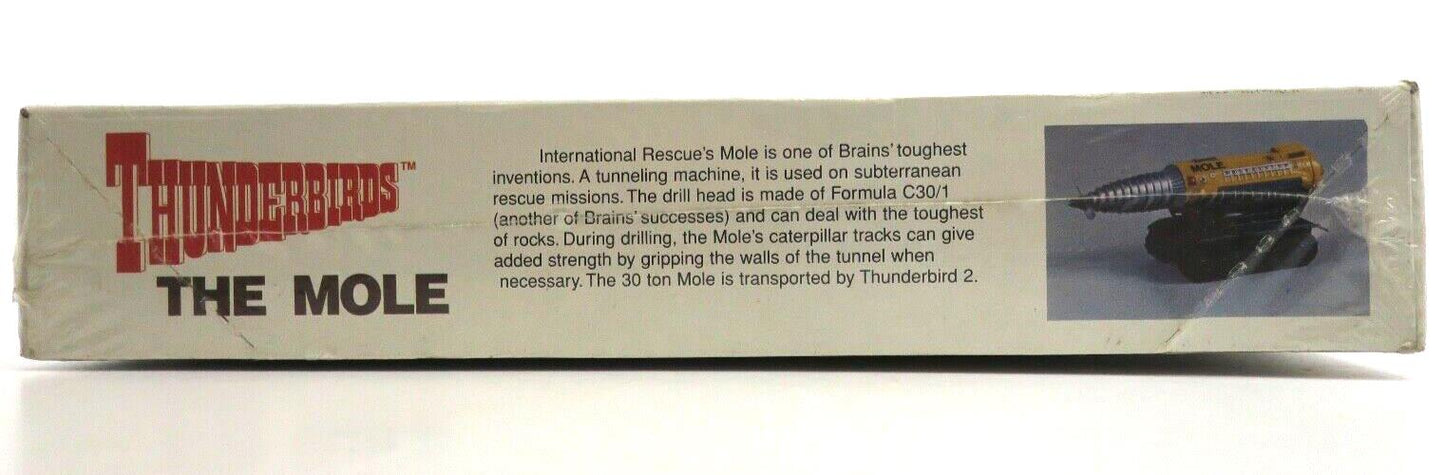 THUNDERBIRDS™
THE MOLE
International Rescue's Mole is one of Brains' toughest
inventions. A tunneling machine, it is used on subterranean
rescue missions. The drill head is made of Formula C30/1
(another of Brains' successes) and can deal with the toughest
of rocks. During drilling, the Mole's caterpillar tracks can give
added strength by gripping the walls of the tunnel when
necessary. The 30 ton Mole is transported by Thunderbird 2.
MOLE